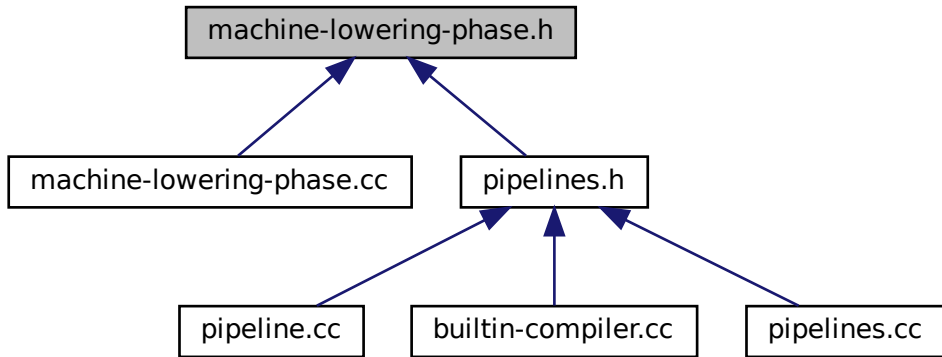 machine-lowering-phase.h
machine-lowering-phase.cc
pipelines.h
pipeline.cc
builtin-compiler.cc
pipelines.cc